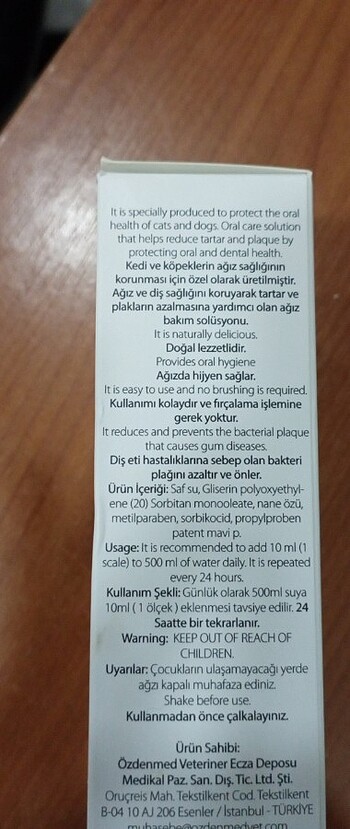 It is specially produced to protect the oral
health of cats and dogs. Oral care solution
that helps reduce tartar and plaque by
protecting oral and dental health.
Kedi ve köpeklerin ağız sağlığının
korunması için özel olarak üretilmiştir.
Ağız ve diş sağlığını koruyarak tartar ve
plakların azalmasına yardımcı olan ağız
bakım solüsyonu.
It is naturally delicious.
Doğal lezzetlidir.
Provides oral hygiene
Ağızda hijyen sağlar.
It is easy to use and no brushing is required.
Kullanımı kolaydır ve fırçalama işlemine
gerek yoktur.
It reduces and prevents the bacterial plaque
that causes gum diseases.
Diş eti hastalıklarına sebep olan bakteri
plağını azaltır ve önler.
Ürün İçeriği: Saf su, Gliserin polyoxyethyl-
ene (20) Sorbitan monooleate, nane özü,
metilparaben, sorbikocid, propylproben
patent mavi p.
Usage: It is recommended to add 10 ml (1
scale) to 500 ml of water daily. It is repeated
every 24 hours.
Kullanım Şekli: Günlük olarak 500ml suya
10ml ( 1 ölçek ) eklenmesi tavsiye edilir. 24
Saatte bir tekrarlanır.
Warning: KEEP OUT OF REACH OF
CHILDREN.
Uyarılar: Çocukların ulaşamayacağı yerde
ağzı kapalı muhafaza ediniz.
Shake before use.
Kullanmadan önce çalkalayınız.
Ürün Sahibi:
Özdenmed Veteriner Ecza Deposu
Medikal Paz. San. Dış. Tic. Ltd. Şti.
Oruçreis Mah. Tekstilkent Cod. Tekstilkent
B-04 10 AJ 206 Esenler / İstanbul - TÜRKİYE
muhasebe@ozdenmedvet.com